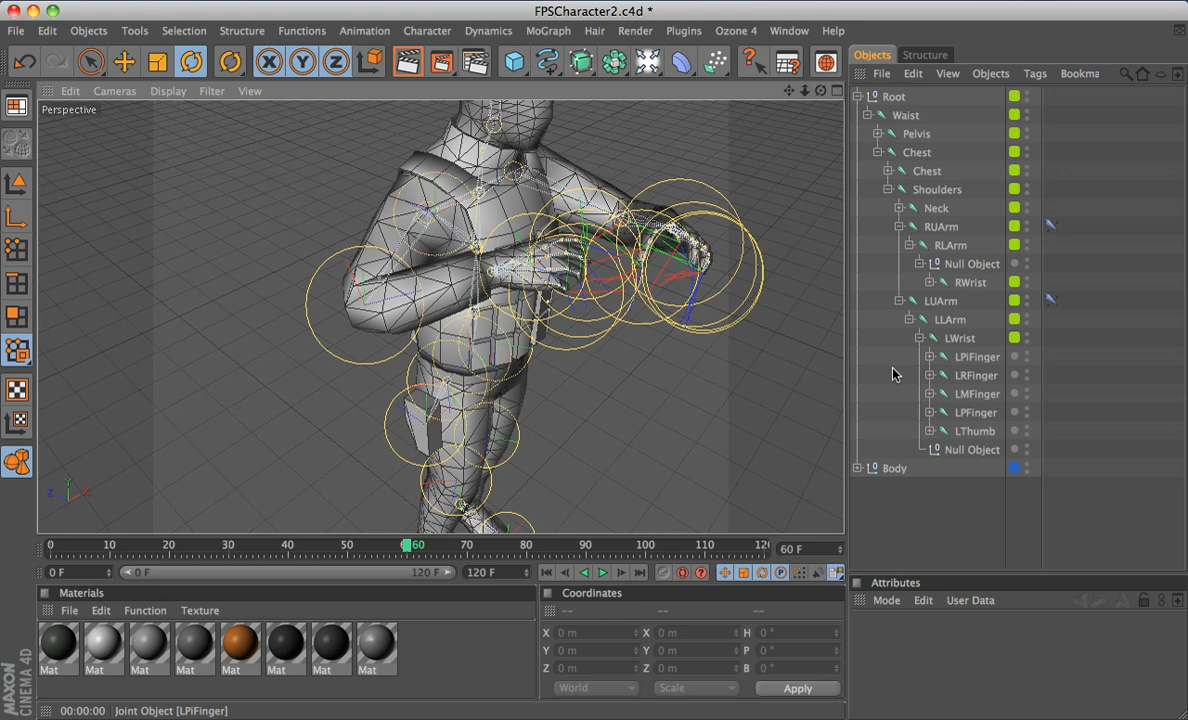 FPSCharacter2.c4d *
File Edit Objects Tools Selection Structure Functions Animation Character Dynamics MoGraph Hair Render Plugins Ozone 4 Window Help
X Y Z
Objects Structure
File Edit View Objects Tags Bookma
Edit Cameras Display Filter View
Perspective
Root
Waist
Pelvis
Chest
Chest
Shoulders
Neck
RUArm
RLArm
Null Object
RWrist
LUArm
LLArm
LWrist
LPiFinger
LRFinger
LMFinger
LPFinger
LThumb
Null Object
Body
Y
Z X
0 10 20 30 40 50 60 70 80 90 100 110 12 60 F
0 F 0 F 120 F 120 F
Materials
File Edit Function Texture
Mat Mat Mat Mat Mat Mat Mat Mat
Coordinates
-- -- --
X 0 m X 0 m H 0 °
Y 0 m Y 0 m P 0 °
Z 0 m Z 0 m B 0 °
World Scale Apply
Attributes
Mode Edit User Data
MAXON
CINEMA 4D
00:00:00 Joint Object [LPiFinger]